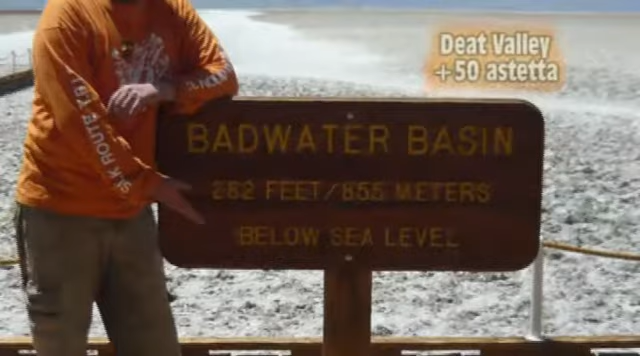 Deat Valley
+50 astetta
BADWATER BASIN
282 FEET/855 METERS
BELOW SEA LEVEL